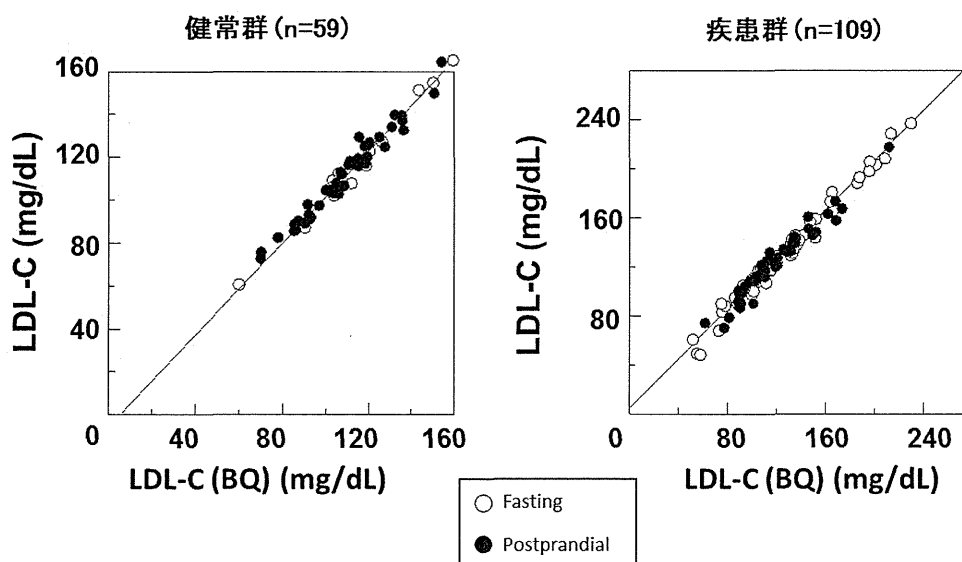 健常群(n=59)
疾患群(n=109)
LDL-C (mg/dL)
160
120
80
40
0
40
80
120
160
LDL-C (BQ) (mg/dL)
LDL-C (mg/dL)
240
160
80
0
80
160
240
LDL-C (BQ) (mg/dL)
Fasting
Postprandial